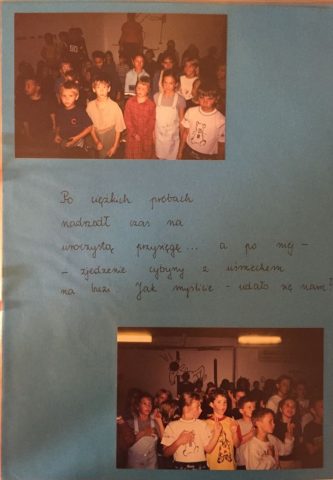 Po ciężkich próbach
nadszedł czas na
uroczystą przysięgę... a po niej -
- zjedzenie cytryny z uśmiechem
na buzi. Jak myślicie - udało się nam?